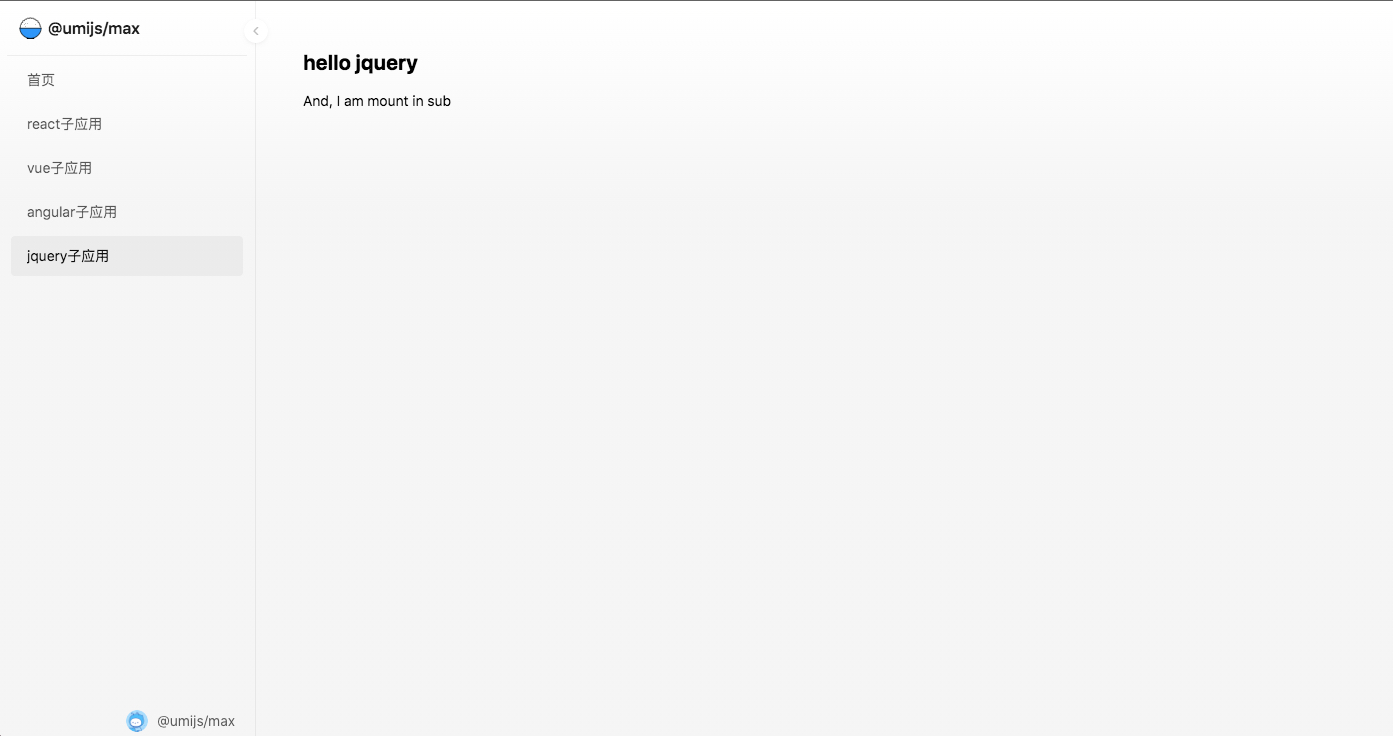 @umijs/max
首页
react子应用
vue子应用
angular子应用
jquery子应用
@umijs/max
hello jquery
And, I am mount in sub